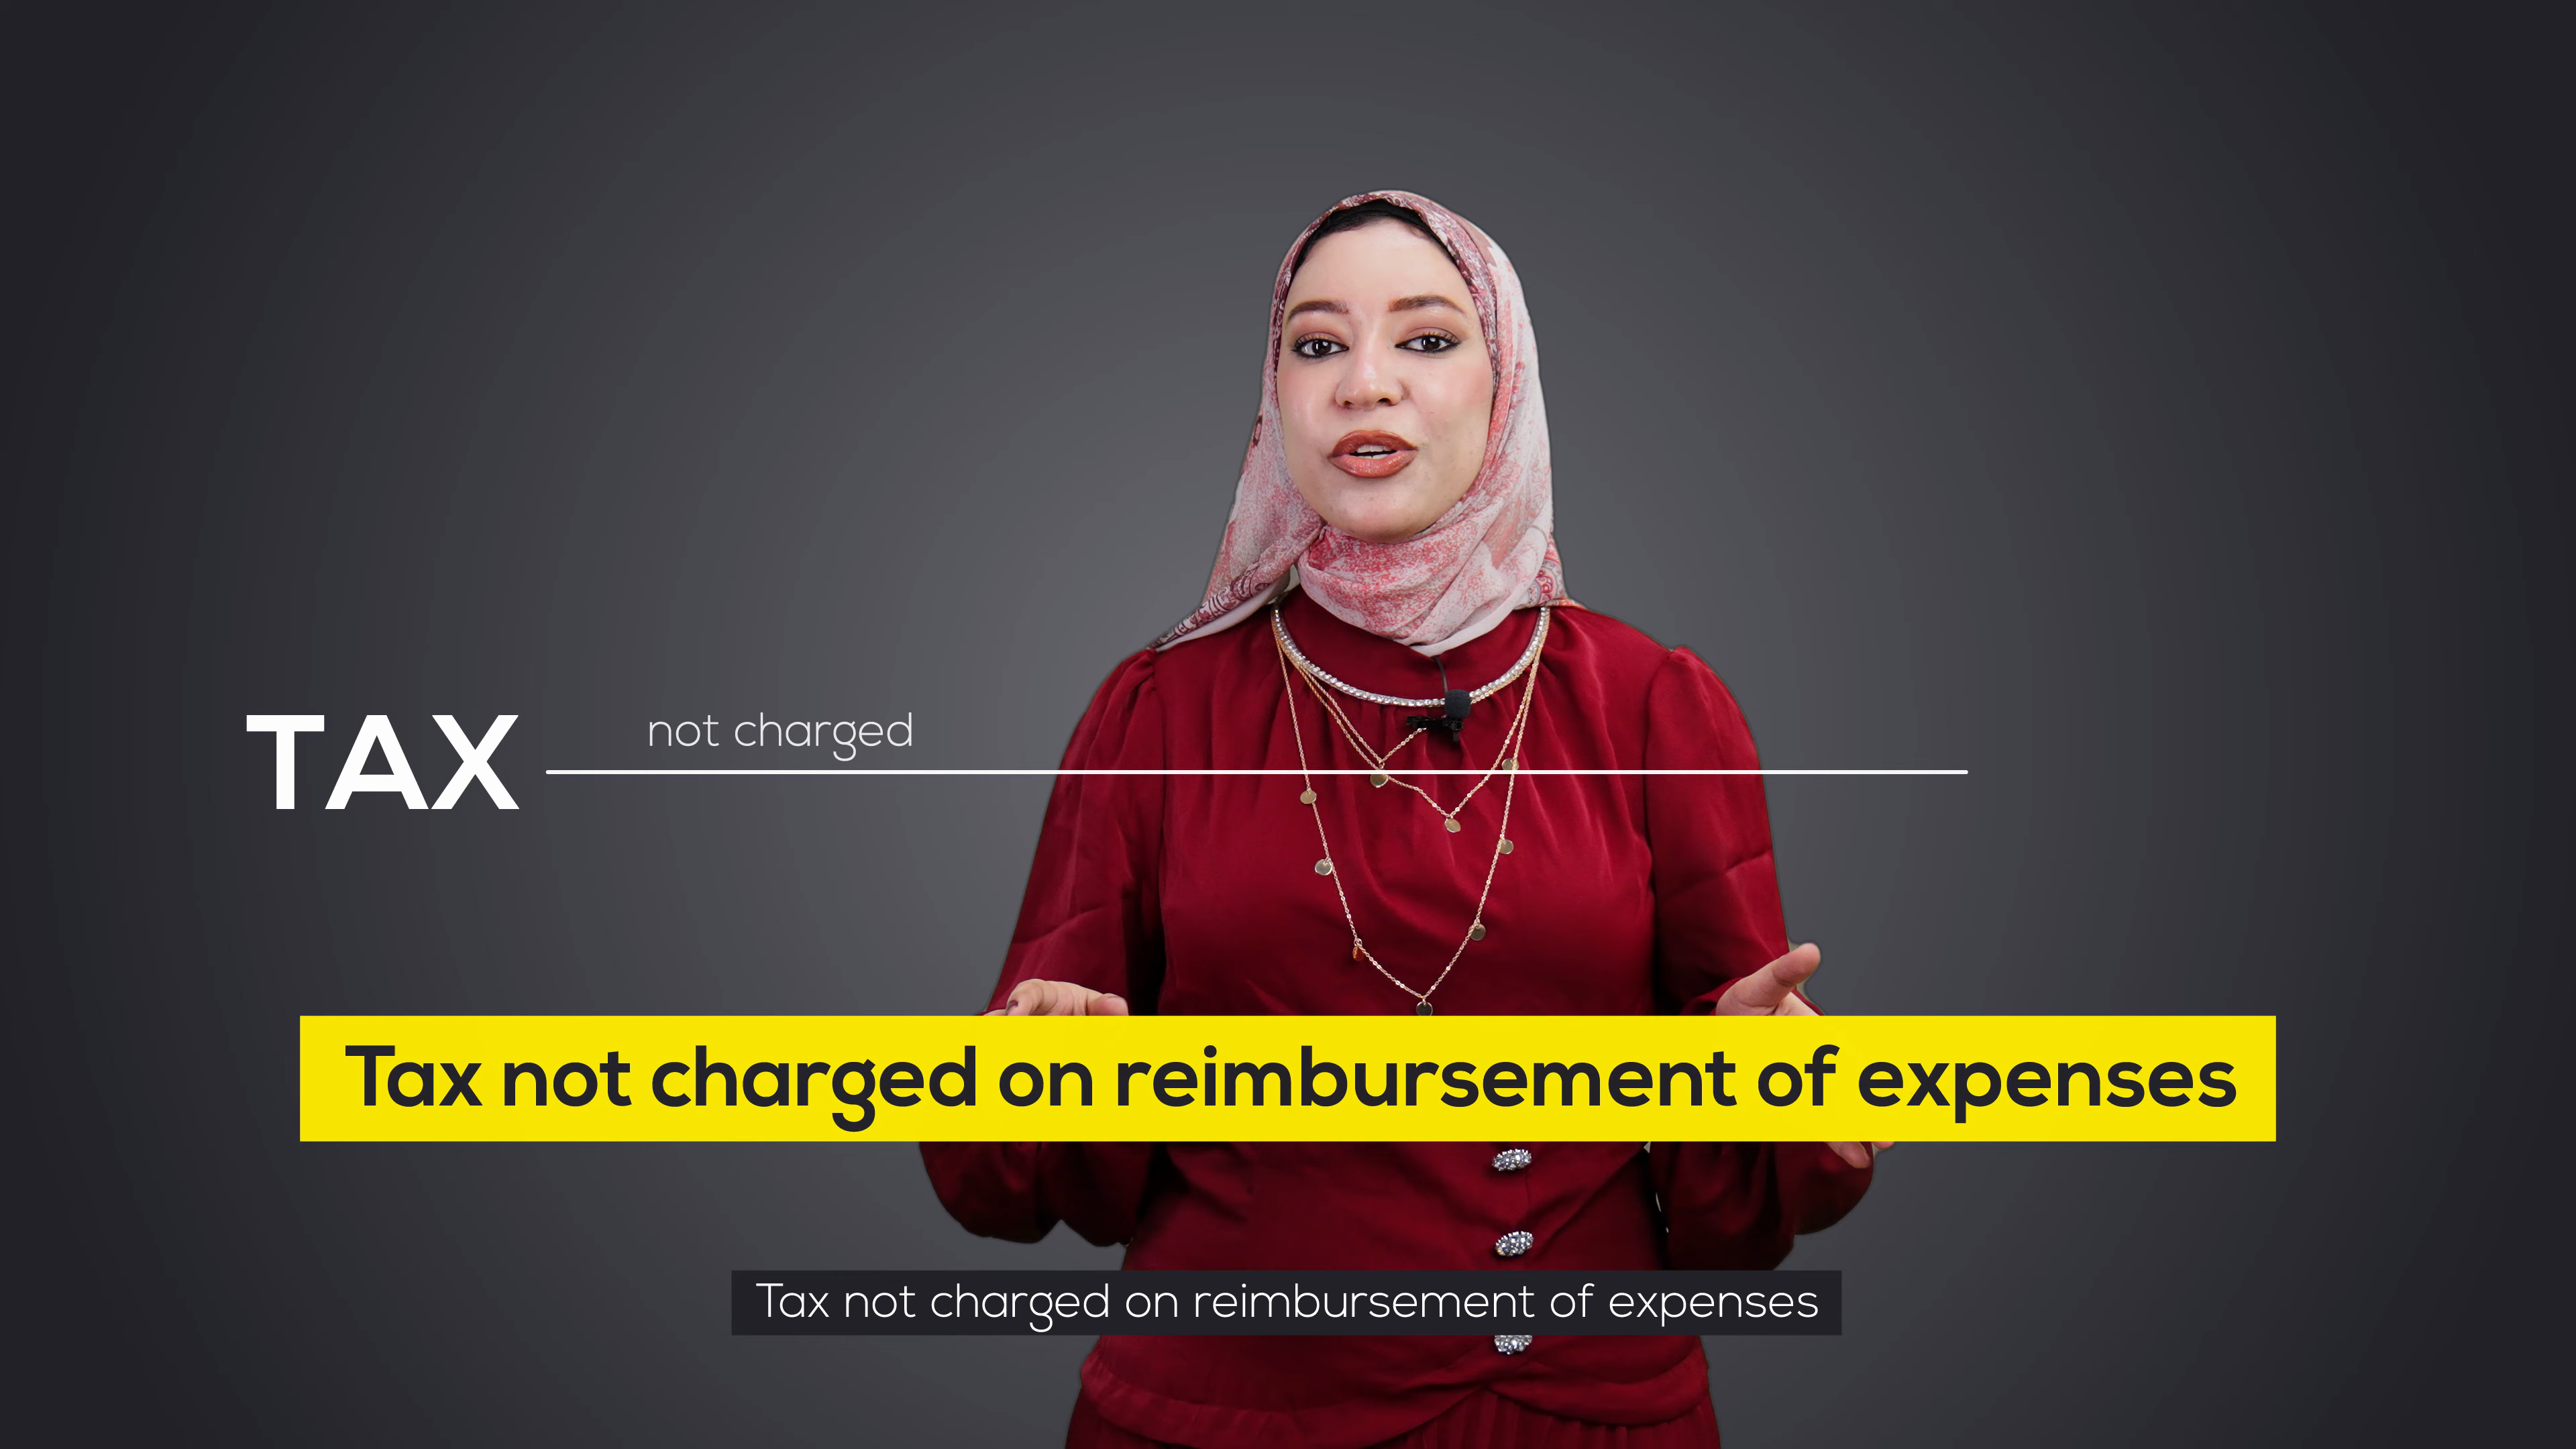 TAX
not charged
Tax not charged on reimbursement of expenses
Tax not charged on reimbursement of expenses